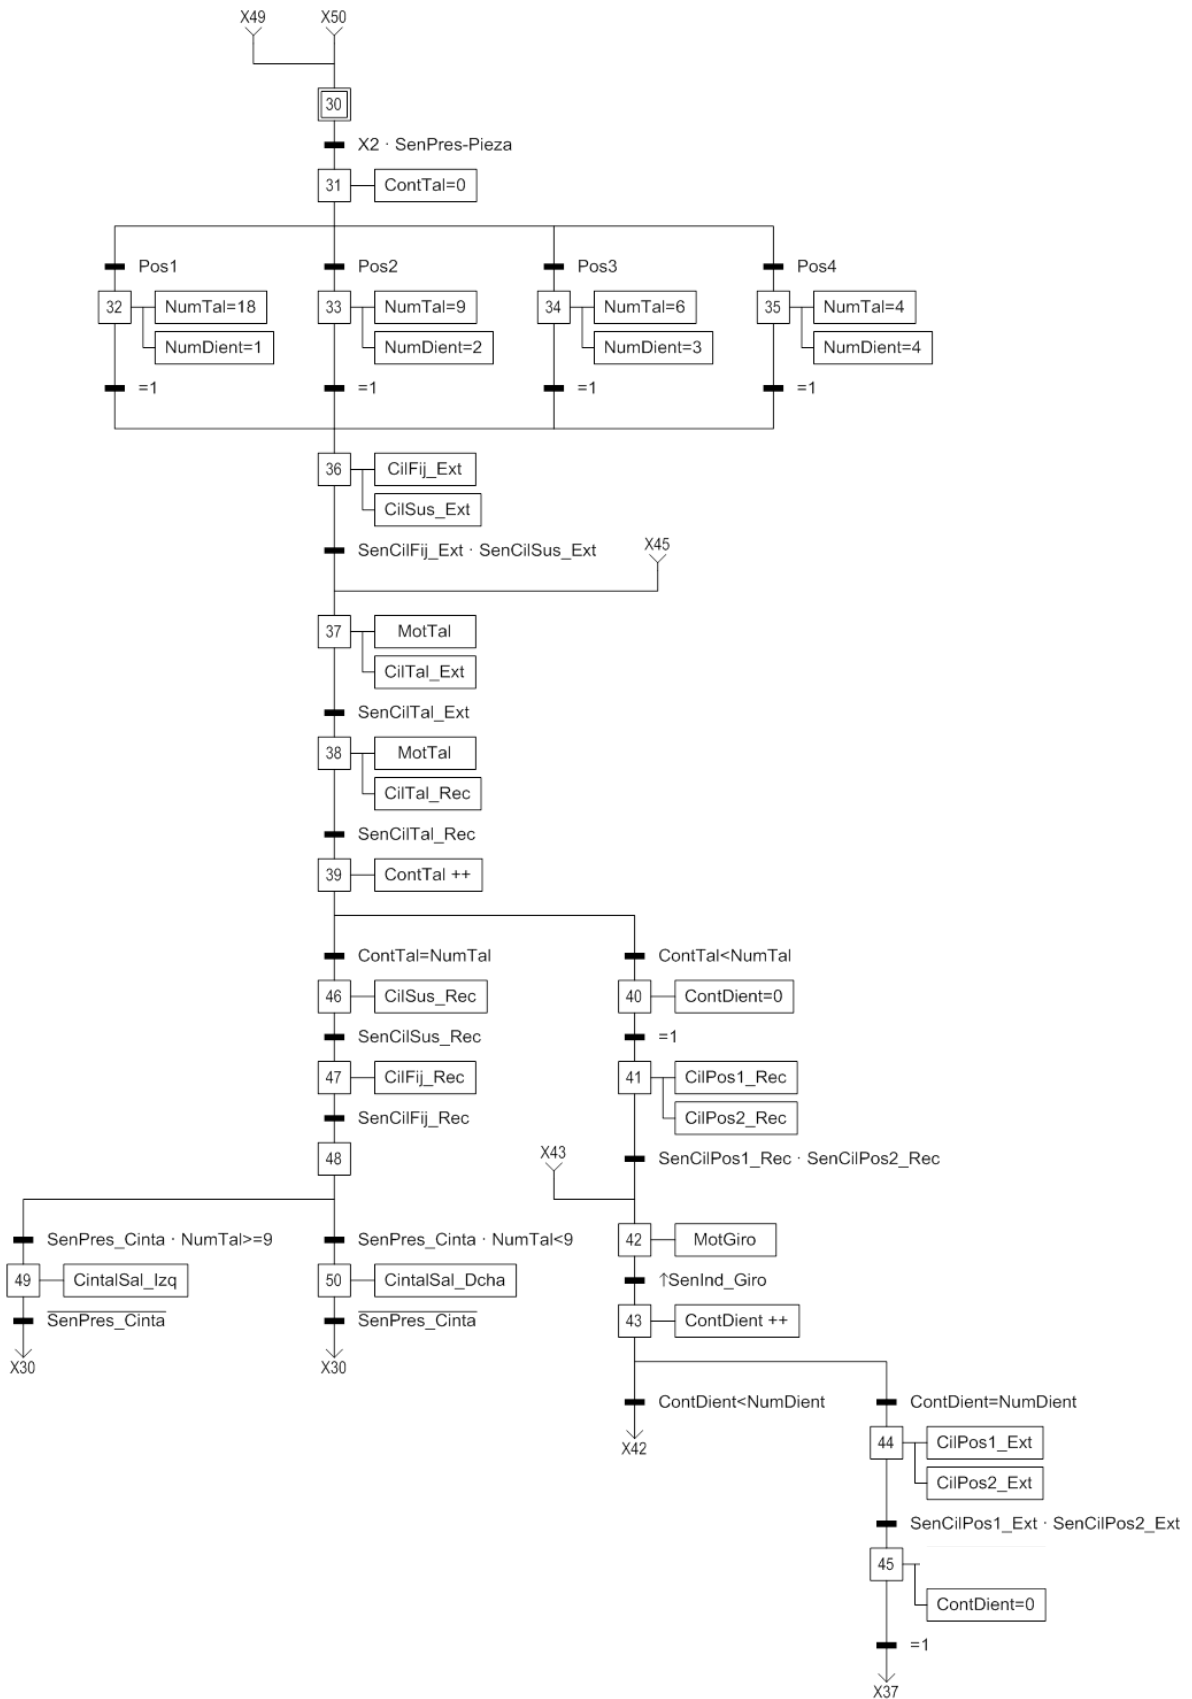 X49 X50
30
X2 · SenPres-Pieza
31 ContTal=0
Pos1 Pos2 Pos3 Pos4
32 NumTal=18 33 NumTal=9 34 NumTal=6 35 NumTal=4
NumDient=1 NumDient=2 NumDient=3 NumDient=4
=1 =1 =1 =1
36 CilFij_Ext
CilSus_Ext
SenCilFij_Ext · SenCilSus_Ext X45
37 MotTal
CilTal_Ext
SenCilTal_Ext
38 MotTal
CilTal_Rec
SenCilTal_Rec
39 ContTal ++
ContTal=NumTal ContTal<NumTal
46 CilSus_Rec 40 ContDient=0
SenCilSus_Rec =1
47 CilFij_Rec 41 CilPos1_Rec
CilPos2_Rec
SenCilFij_Rec
48 X43 SenCilPos1_Rec · SenCilPos2_Rec
SenPres_Cinta · NumTal>=9 SenPres_Cinta · NumTal<9 42 MotGiro
49 CintalSal_Izq 50 CintalSal_Dcha ↑SenInd_Giro
SenPres_Cinta SenPres_Cinta 43 ContDient ++
X30 X30
ContDient<NumDient ContDient=NumDient
X42 44 CilPos1_Ext
CilPos2_Ext
SenCilPos1_Ext · SenCilPos2_Ext
45
ContDient=0
=1
X37